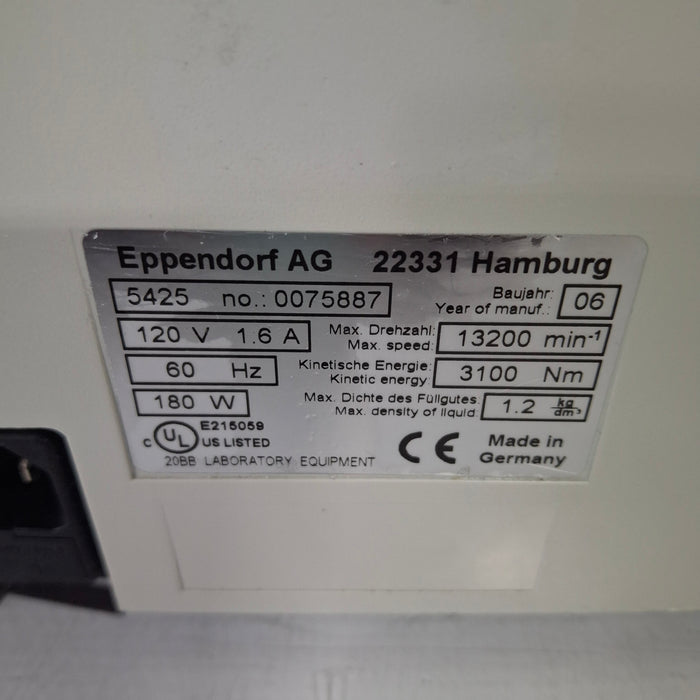 Eppendorf AG 22331 Hamburg
5425 no.: 0075887
Baujahr:
Year of manuf.:
06
120 V 1.6 A
Max. Drehzahl:
Max. speed:
13200 min-1
60 Hz
Kinetische Energie:
Kinetic energy:
3100 Nm
180 W
Max. Dichte des Füllgutes:
Max. density of liquid:
1.2 kg/dm³
c UL US LISTED
E215059
20BB LABORATORY EQUIPMENT
CE
Made in
Germany